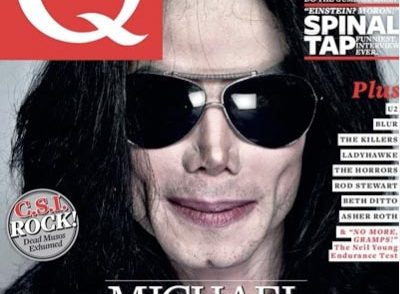 Q
"EINSTEIN? MORON!"
SPINAL
TAP
FUNNIEST
INTERVIEW
EVER.
Plus
U2
BLUR
THE KILLERS
LADYHAWKE
THE HORRORS
ROD STEWART
BETH DITTO
ASHER ROTH
& "NO MORE,
GRAMPS!"
The Neil Young
Endurance Test
C.S.I.
ROCK!
Dead Musos
Exhumed
MICHAEL